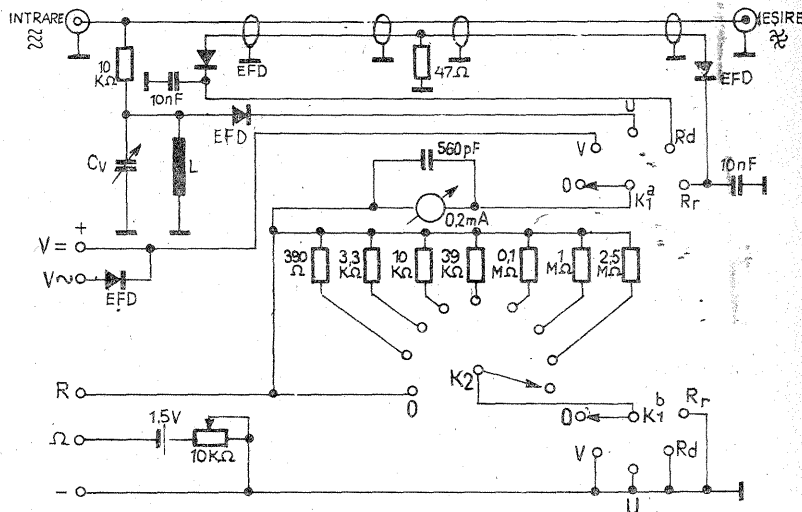 INTRARE
IEȘIRE
10 KΩ
EFD
10nF
47Ω
EFD
EFD
U
V
Rd
560pF
10nF
Cv
L
0
K1a
Rr
0,2mA
+
V=
V~
EFD
390 Ω
3,3 KΩ
10 KΩ
39 KΩ
0,1 MΩ
1 MΩ
2,5 MΩ
R
0
K2
0
K1b
Rr
1,5V
Ω
10KΩ
V
Rd
-
U